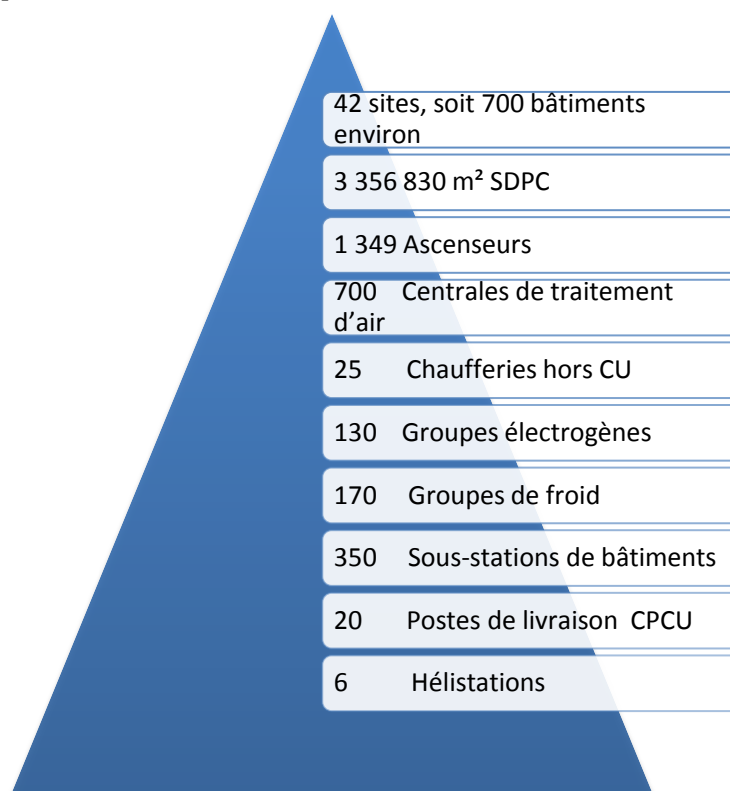 42 sites, soit 700 bâtiments
environ
3 356 830 m² SDPC
1 349 Ascenseurs
700 Centrales de traitement
d’air
25 Chaufferies hors CU
130 Groupes électrogènes
170 Groupes de froid
350 Sous-stations de bâtiments
20 Postes de livraison CPCU
6 Hélistations